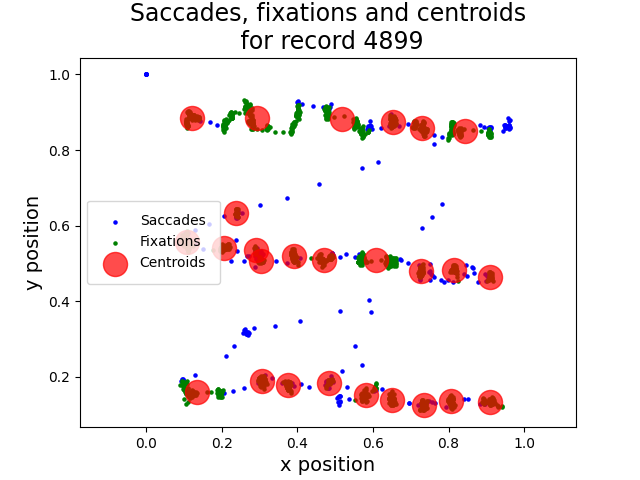 Saccades, fixations and centroids
for record 4899
1.0
0.8
0.6
0.4
0.2
y position
Saccades
Fixations
Centroids
0.0
0.2
0.4
0.6
0.8
1.0
x position